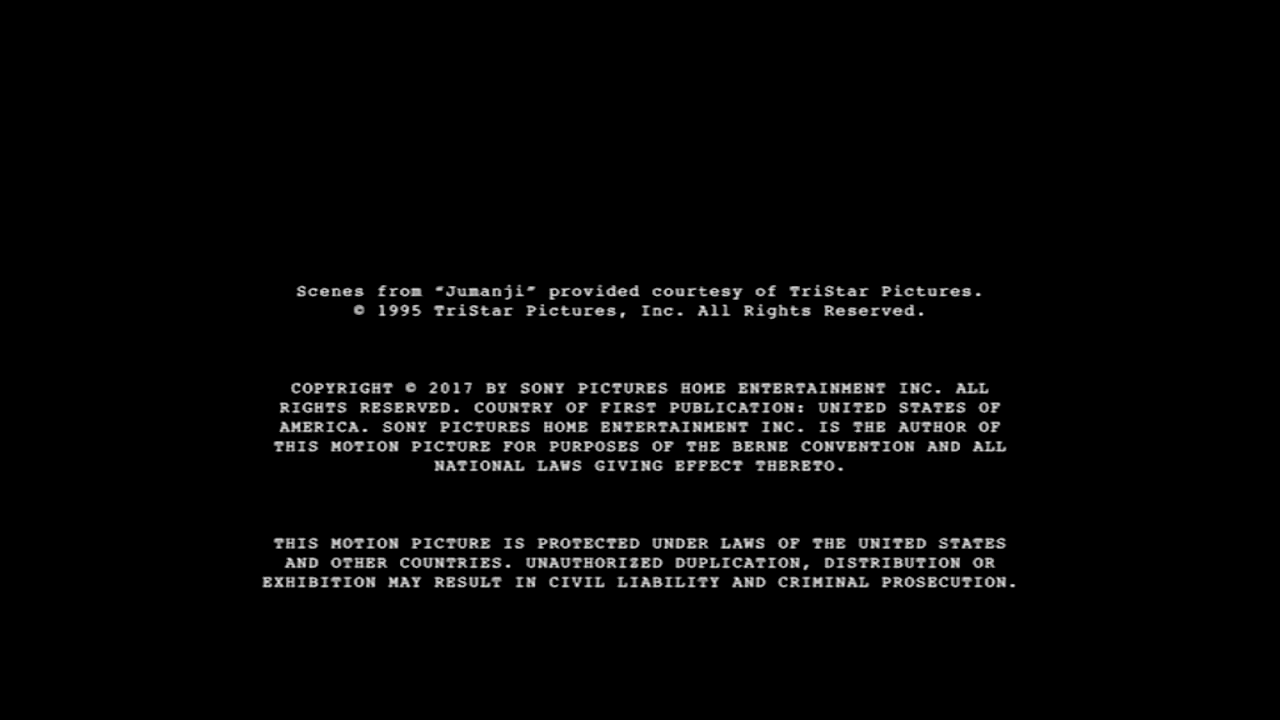 Scenes from “Jumanji” provided courtesy of TriStar Pictures.
© 1995 TriStar Pictures, Inc. All Rights Reserved.
COPYRIGHT © 2017 BY SONY PICTURES HOME ENTERTAINMENT INC. ALL
RIGHTS RESERVED. COUNTRY OF FIRST PUBLICATION: UNITED STATES OF
AMERICA. SONY PICTURES HOME ENTERTAINMENT INC. IS THE AUTHOR OF
THIS MOTION PICTURE FOR PURPOSES OF THE BERNE CONVENTION AND ALL
NATIONAL LAWS GIVING EFFECT THERETO.
THIS MOTION PICTURE IS PROTECTED UNDER LAWS OF THE UNITED STATES
AND OTHER COUNTRIES. UNAUTHORIZED DUPLICATION, DISTRIBUTION OR
EXHIBITION MAY RESULT IN CIVIL LIABILITY AND CRIMINAL PROSECUTION.